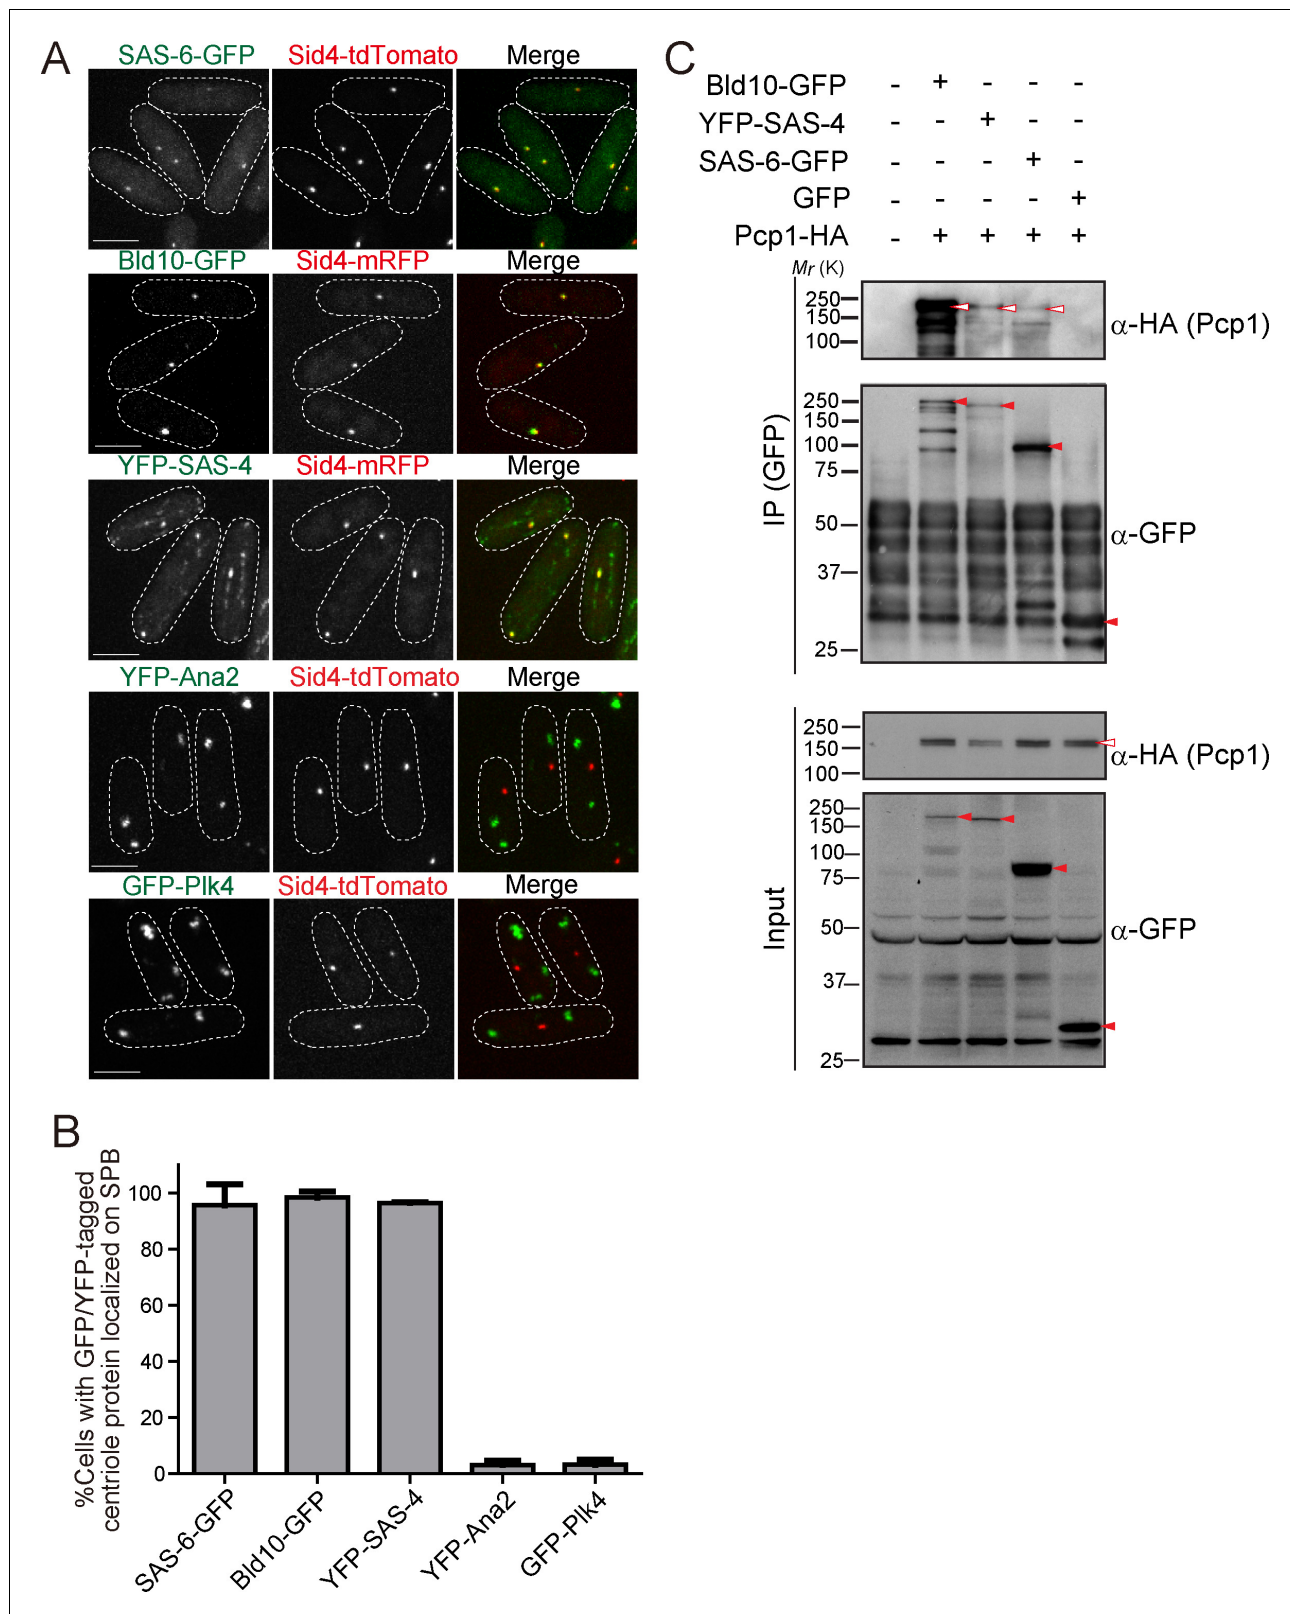 A
SAS-6-GFP Sid4-tdTomato Merge
Bld10-GFP Sid4-mRFP Merge
YFP-SAS-4 Sid4-mRFP Merge
YFP-Ana2 Sid4-tdTomato Merge
GFP-Plk4 Sid4-tdTomato Merge
B
%Cells with GFP/YFP-tagged
centriole protein localized on SPB
100
80
60
40
20
0
SAS-6-GFP
Bld10-GFP
YFP-SAS-4
YFP-Ana2
GFP-Plk4
C
Bld10-GFP - + - - -
YFP-SAS-4 - - + - -
SAS-6-GFP - - - + -
GFP - - - - +
Pcp1-HA - + + + +
Mr (K)
IP (GFP)
250
150
100
α-HA (Pcp1)
250
150
100
75
50
37
25
α-GFP
Input
250
150
100
α-HA (Pcp1)
250
150
100
75
50
37
25
α-GFP